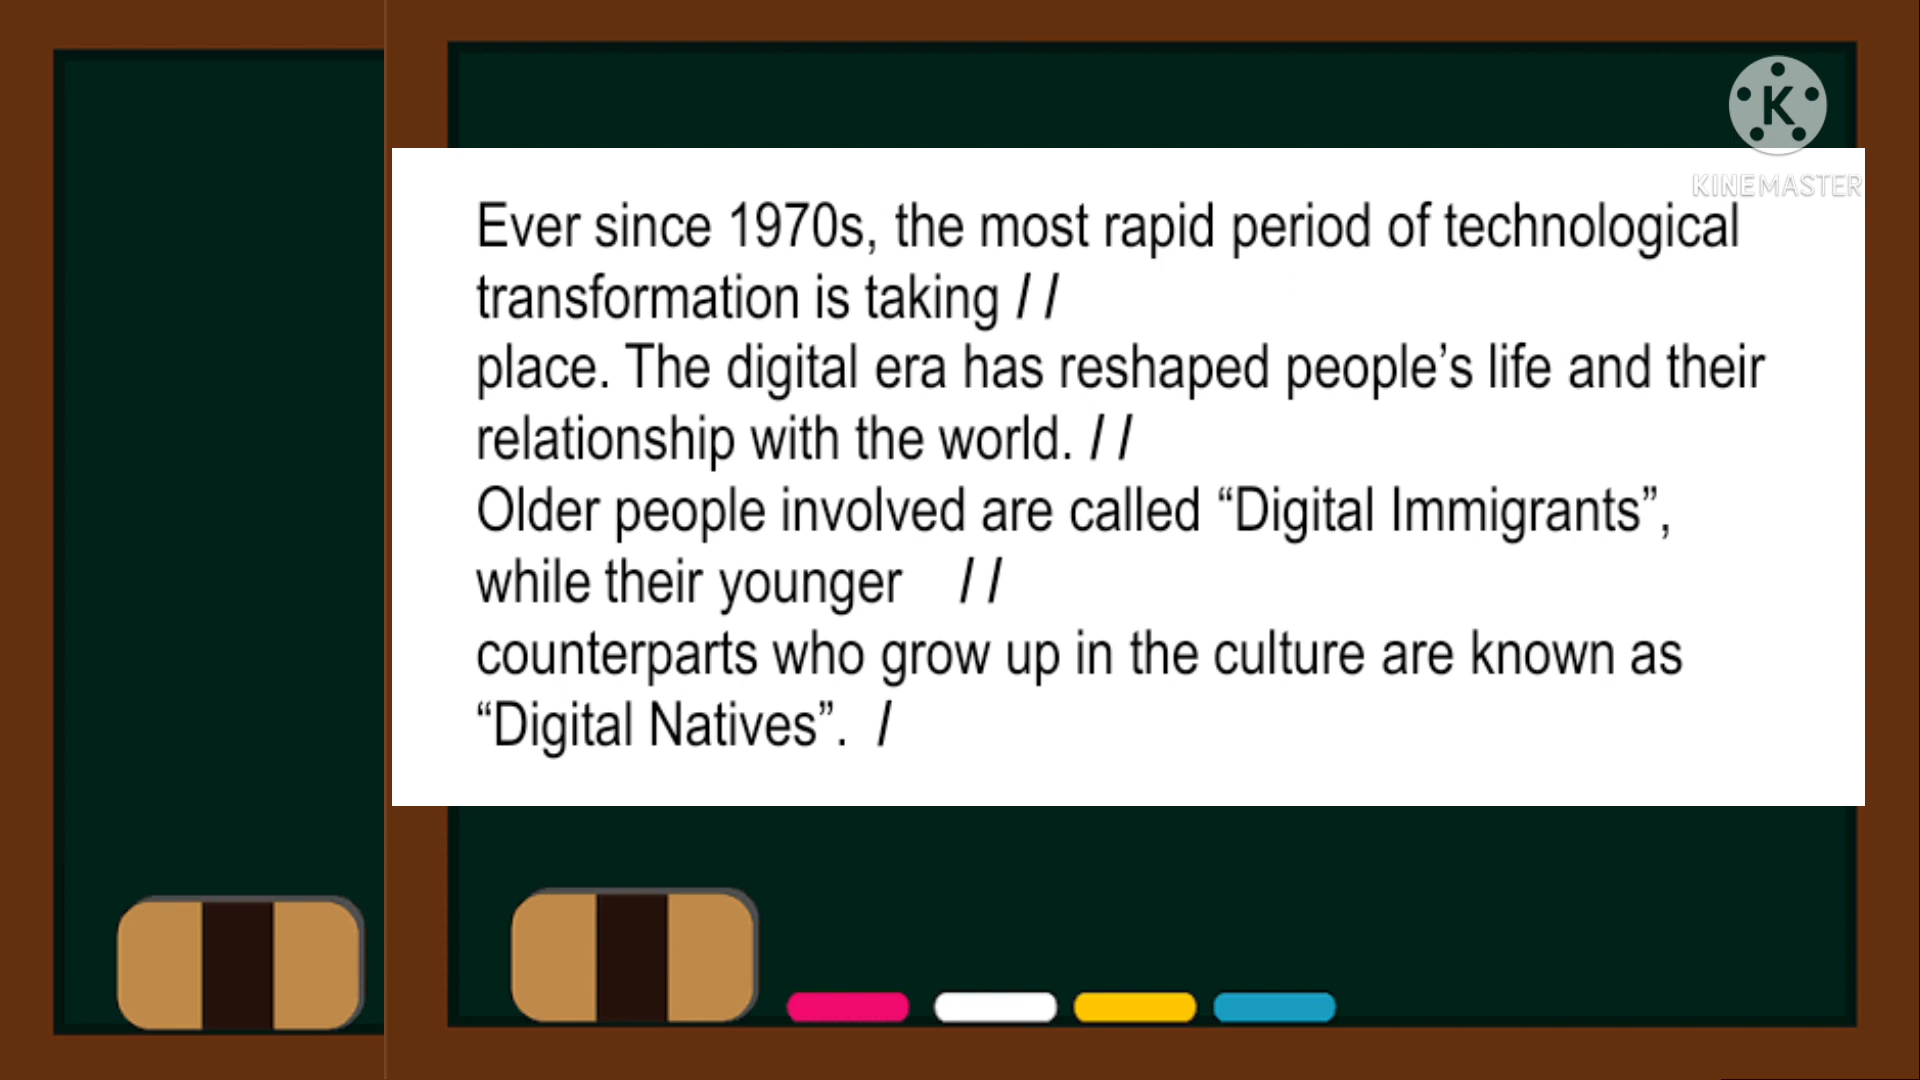 K
KINEMASTER
Ever since 1970s, the most rapid period of technological
transformation is taking //
place. The digital era has reshaped people’s life and their
relationship with the world. //
Older people involved are called “Digital Immigrants”,
while their younger //
counterparts who grow up in the culture are known as
“Digital Natives”. /